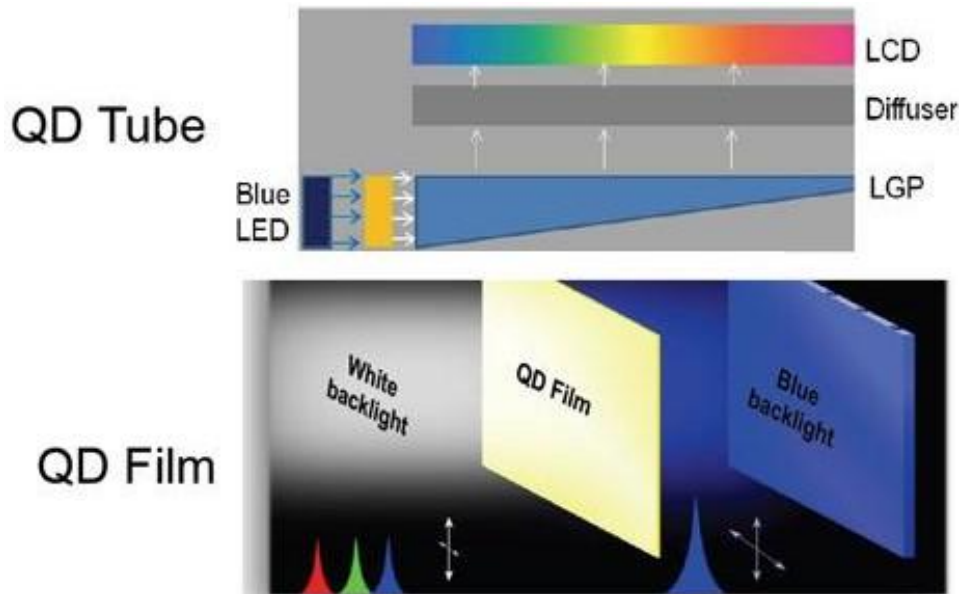 QD Tube
LCD
Diffuser
LGP
Blue
LED
QD Film
White
backlight
QD Film
Blue
backlight